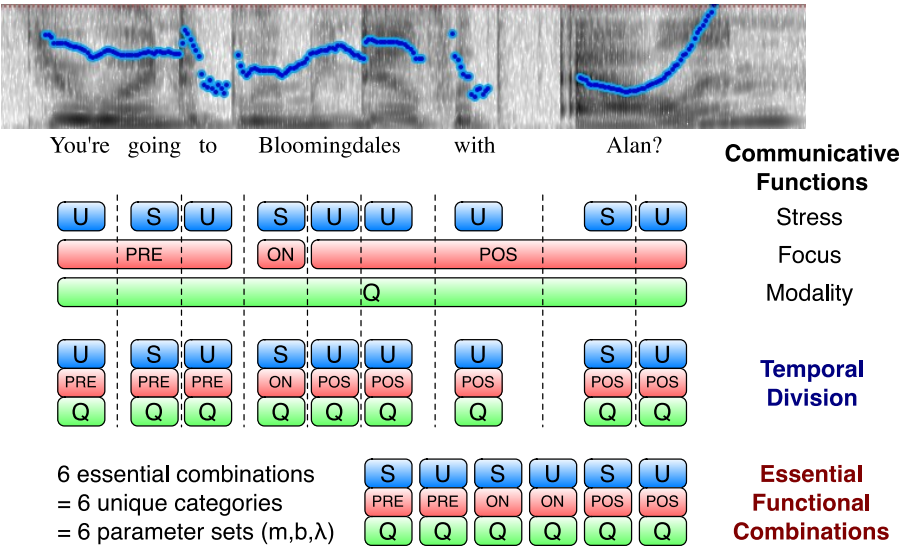 You're going to Bloomingdales with Alan?
Communicative
Functions
U S U S U U U S U Stress
PRE ON POS Focus
Q Modality
U S U S U U U S U
PRE PRE PRE ON POS POS POS POS POS
Q Q Q Q Q Q Q Q Q
Temporal
Division
6 essential combinations
= 6 unique categories
= 6 parameter sets (m,b,λ)
S U S U S U
PRE PRE ON ON POS POS
Q Q Q Q Q Q
Essential
Functional
Combinations